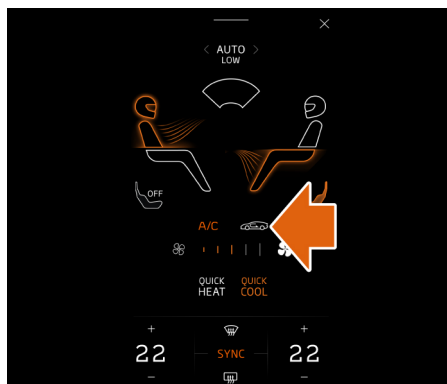 AUTO
LOW
OFF
A/C
QUICK HEAT
QUICK COOL
+ +
22 SYNC 22
- -